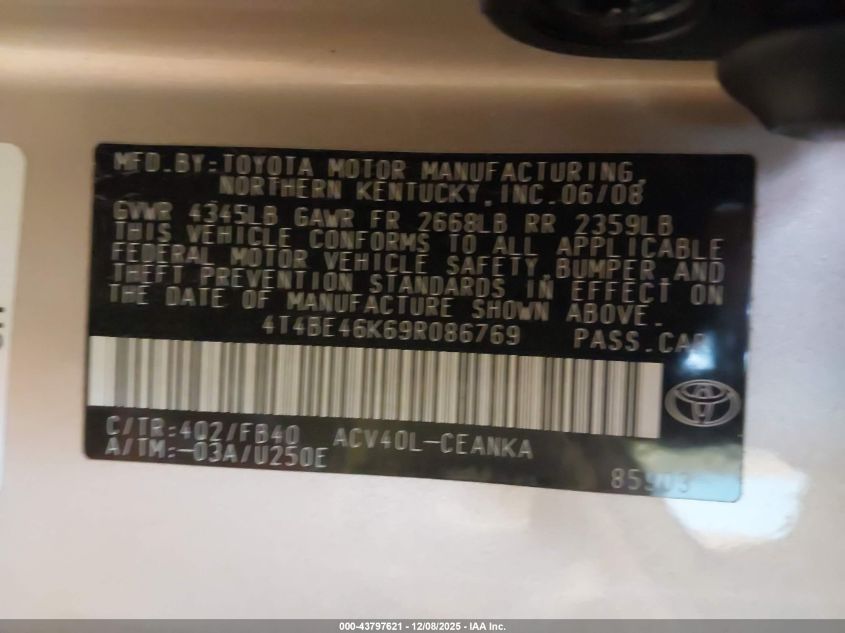 MFD.BY:TOYOTA MOTOR MANUFACTURING,
NORTHERN KENTUCKY,INC.06/08
GVWR 4345LB GAWR FR 2668LB RR 2359LB
THIS VEHICLE CONFORMS TO ALL APPLICABLE
FEDERAL MOTOR VEHICLE SAFETY,BUMPER AND
THEFT PREVENTION STANDARDS IN EFFECT ON
THE DATE OF MANUFACTURE SHOWN ABOVE.
4T4BE46K69R086769 PASS.CAR
C/TR:402/FB40 ACV40L-CEANKA
A/TM:-03A/U250E
85903
000-43797621 | 12/08/2025 - IAA Inc.